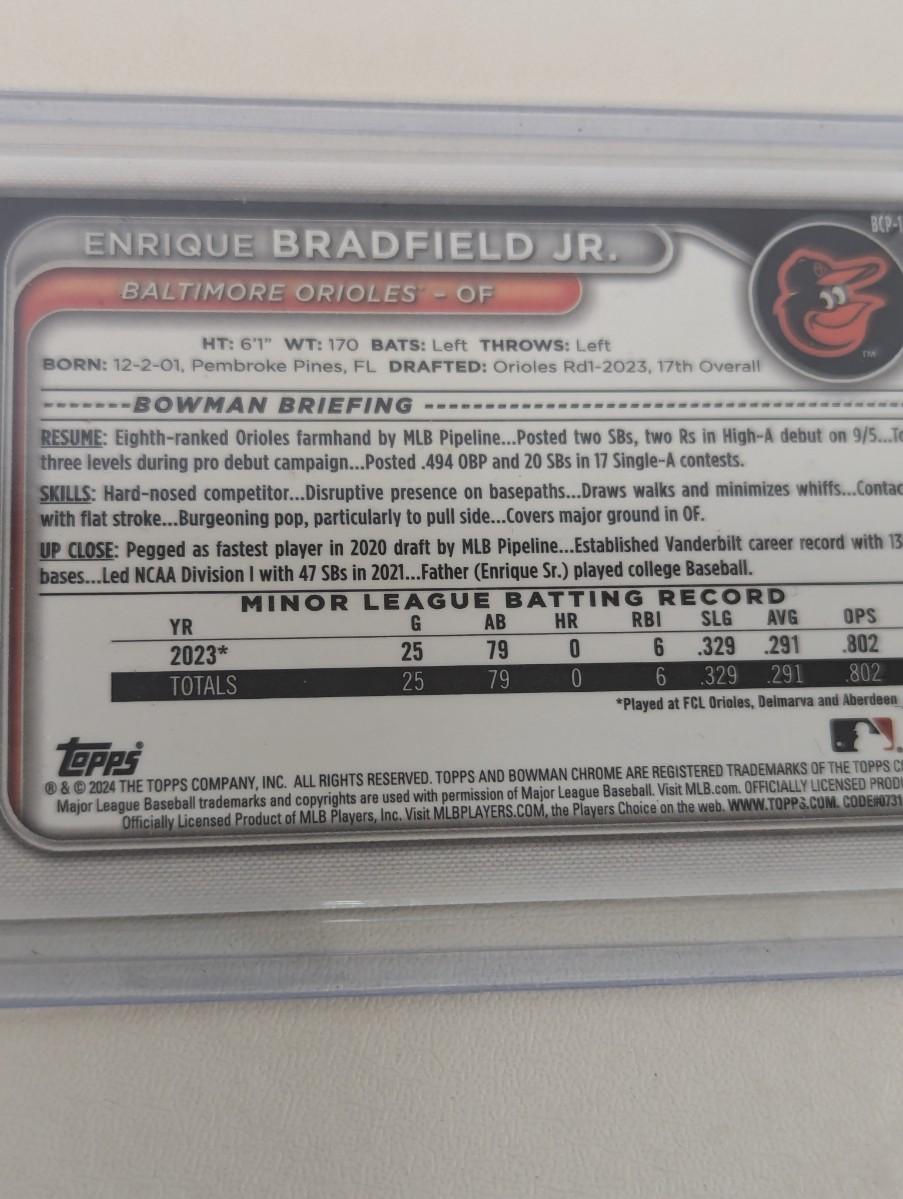 BCP-1
ENRIQUE BRADFIELD JR.
BALTIMORE ORIOLES™ - OF
TM
HT: 6'1" WT: 170 BATS: Left THROWS: Left
BORN: 12-2-01, Pembroke Pines, FL DRAFTED: Orioles Rd1-2023, 17th Overall
BOWMAN BRIEFING
RESUME: Eighth-ranked Orioles farmhand by MLB Pipeline...Posted two SBs, two Rs in High-A debut on 9/5...
three levels during pro debut campaign...Posted .494 OBP and 20 SBs in 17 Single-A contests.
SKILLS: Hard-nosed competitor...Disruptive presence on basepaths...Draws walks and minimizes whiffs...Contac
with flat stroke...Burgeoning pop, particularly to pull side...Covers major ground in OF.
UP CLOSE: Pegged as fastest player in 2020 draft by MLB Pipeline...Established Vanderbilt career record with 13
bases...Led NCAA Division I with 47 SBs in 2021...Father (Enrique Sr.) played college Baseball.
MINOR LEAGUE BATTING RECORD
YR G AB HR RBI SLG AVG OPS
2023* 25 79 0 6 .329 .291 .802
TOTALS 25 79 0 6 .329 .291 .802
*Played at FCL Orioles, Delmarva and Aberdeen
topps
® & © 2024 THE TOPPS COMPANY, INC. ALL RIGHTS RESERVED. TOPPS AND BOWMAN CHROME ARE REGISTERED TRADEMARKS OF THE TOPPS C
Major League Baseball trademarks and copyrights are used with permission of Major League Baseball. Visit MLB.com. OFFICIALLY LICENSED PROD
Officially Licensed Product of MLB Players, Inc. Visit MLBPLAYERS.COM, the Players Choice on the web. WWW.TOPPS.COM. CODE#0731